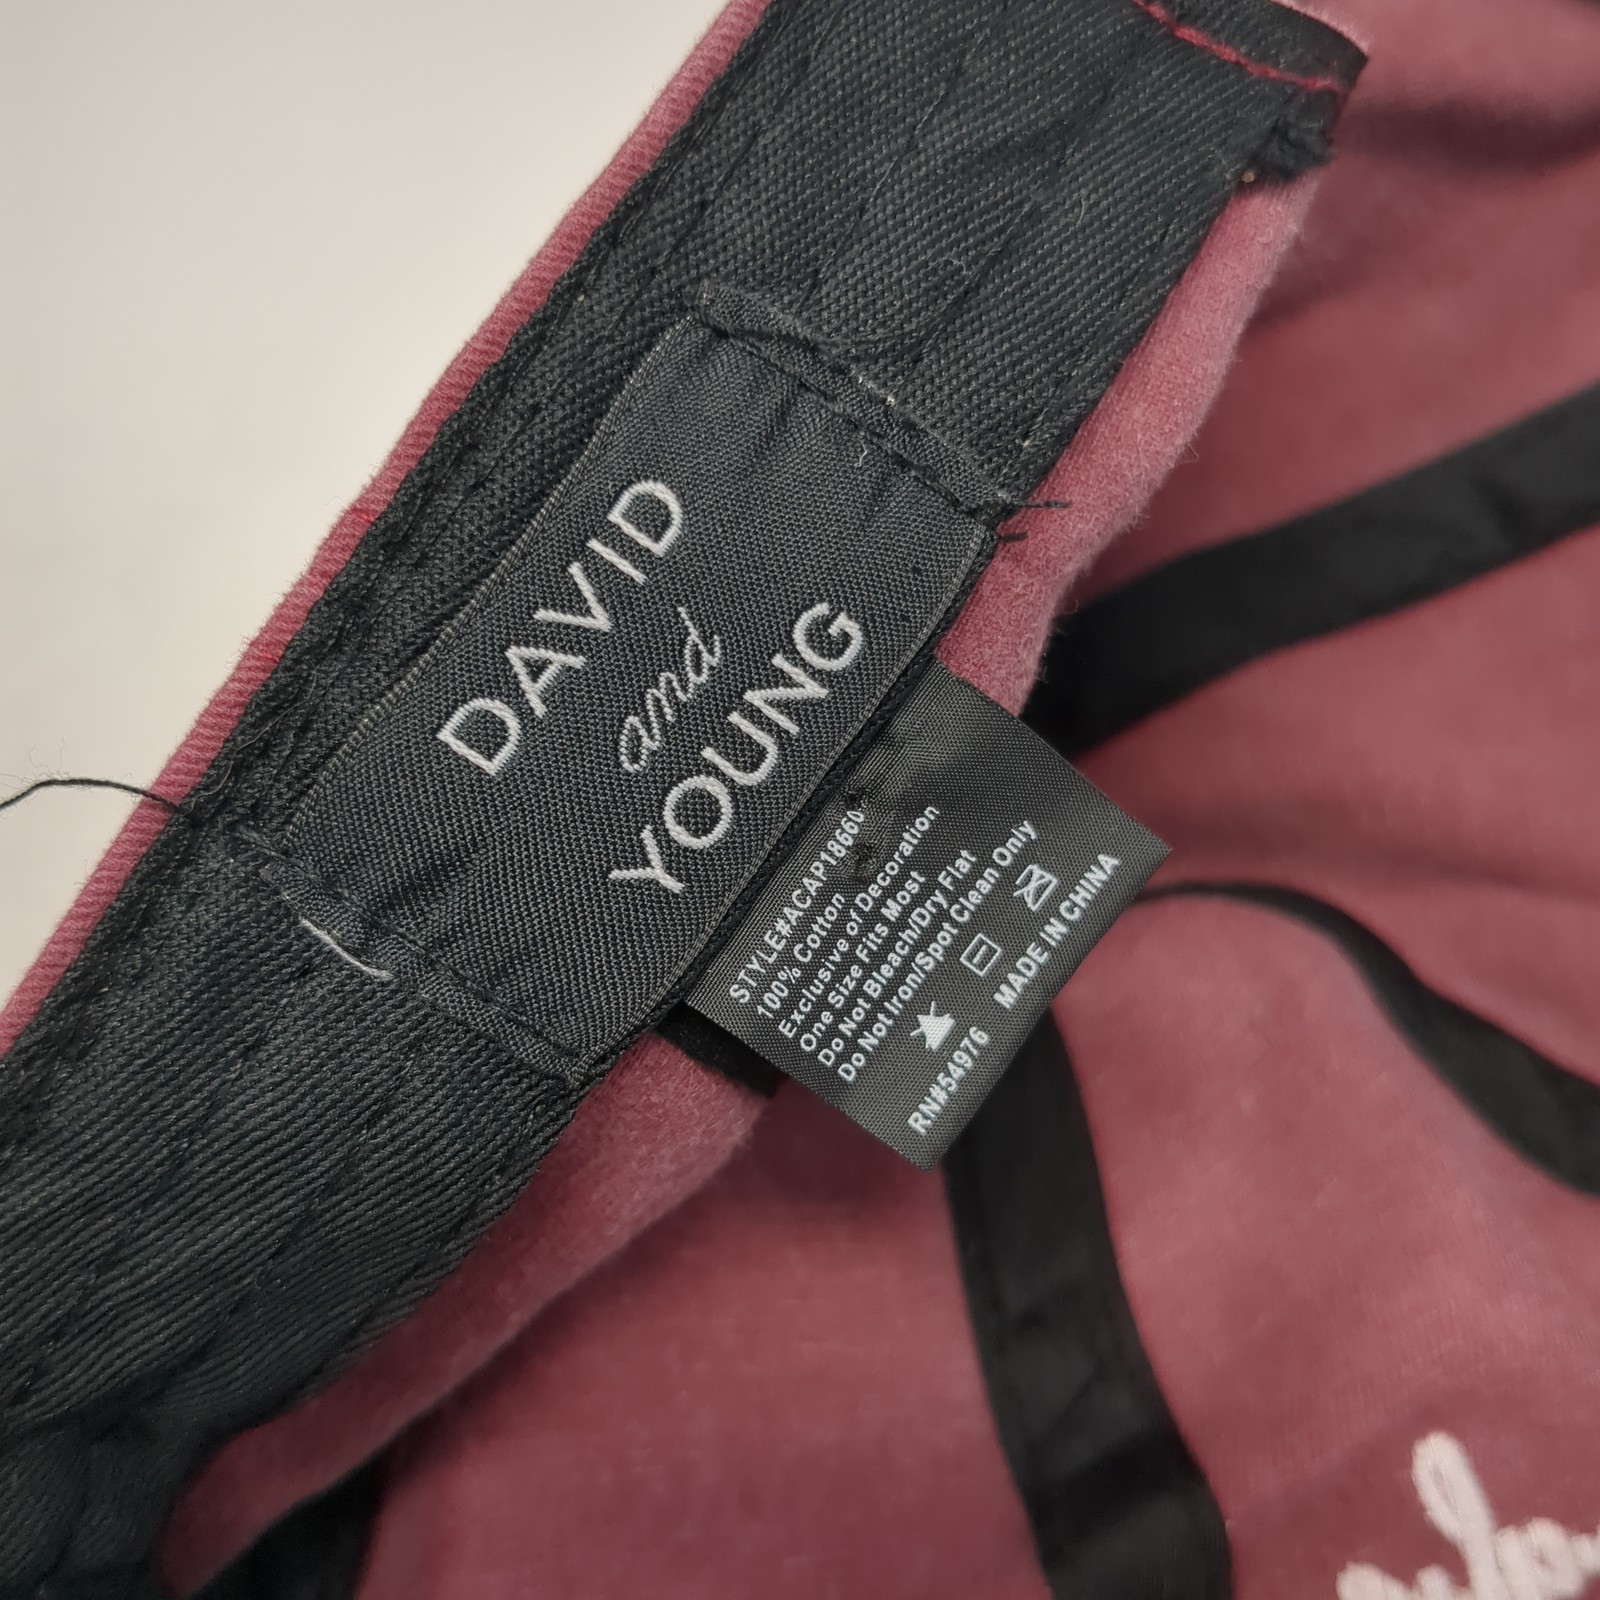 DAVID
and
YOUNG
STYLE#ACAP18660
100% Cotton
Exclusive of Decoration
One Size Fits Most
Do Not Bleach/Dry Flat
Do Not Iron/Spot Clean Only
RN#54976 MADE IN CHINA